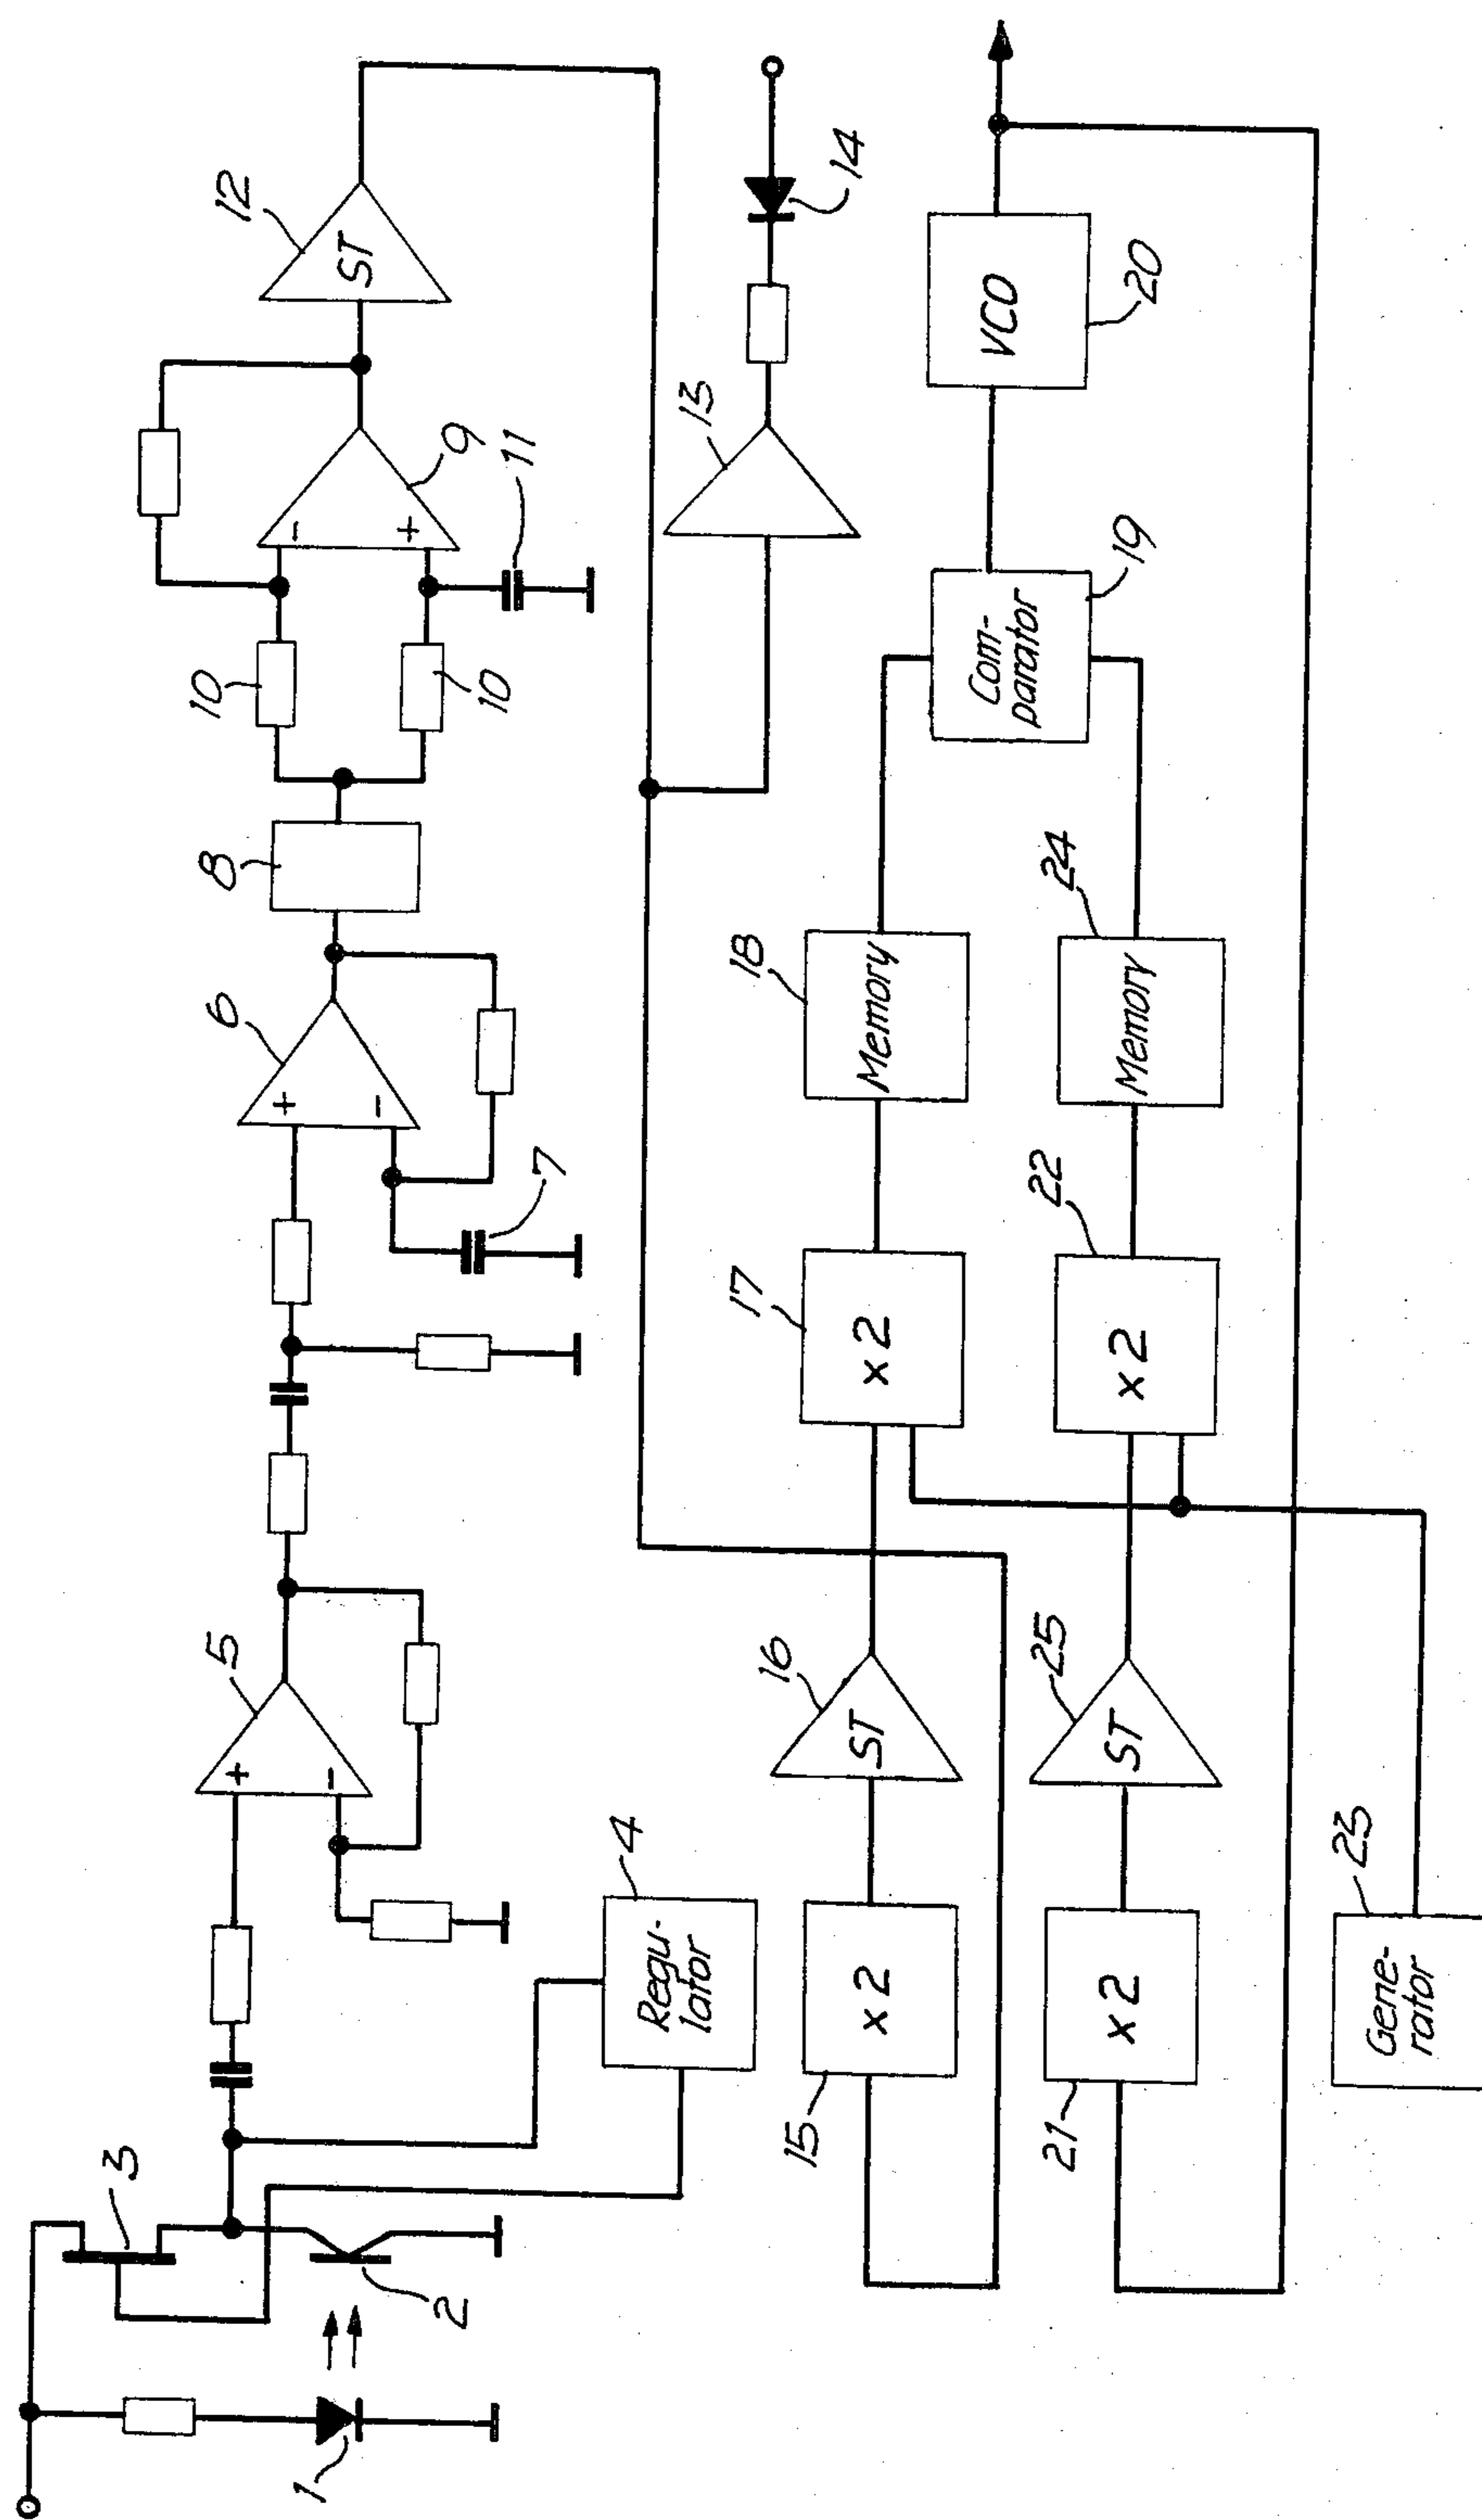 1
2
3
5
+
-
6
+
-
7
8
10
10
9
-
+
11
12
ST
4
Regu-
lator
13
14
15
x2
16
ST
17
x2
18
Memory
19
Com-
parator
20
VCO
21
x2
25
ST
22
x2
24
Memory
23
Gene-
rator